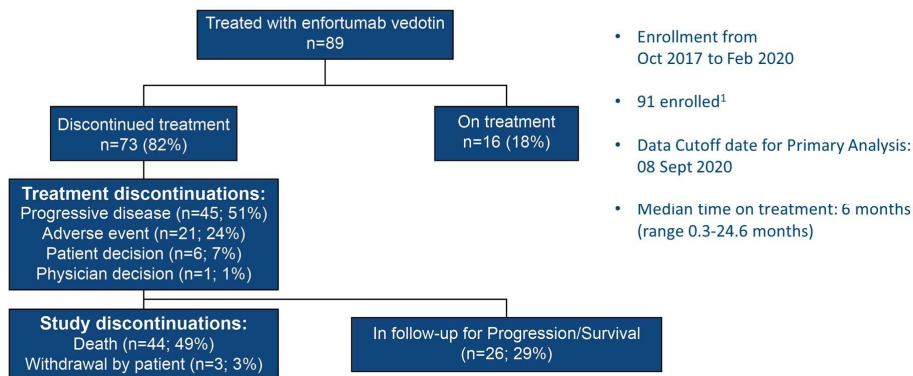 Treated with enfortumab vedotin
n=89
Discontinued treatment
n=73 (82%)
On treatment
n=16 (18%)
Treatment discontinuations:
Progressive disease (n=45; 51%)
Adverse event (n=21; 24%)
Patient decision (n=6; 7%)
Physician decision (n=1; 1%)
Study discontinuations:
Death (n=44; 49%)
Withdrawal by patient (n=3; 3%)
In follow-up for Progression/Survival
(n=26; 29%)
• Enrollment from
Oct 2017 to Feb 2020
• 91 enrolled¹
• Data Cutoff date for Primary Analysis:
08 Sept 2020
• Median time on treatment: 6 months
(range 0.3-24.6 months)